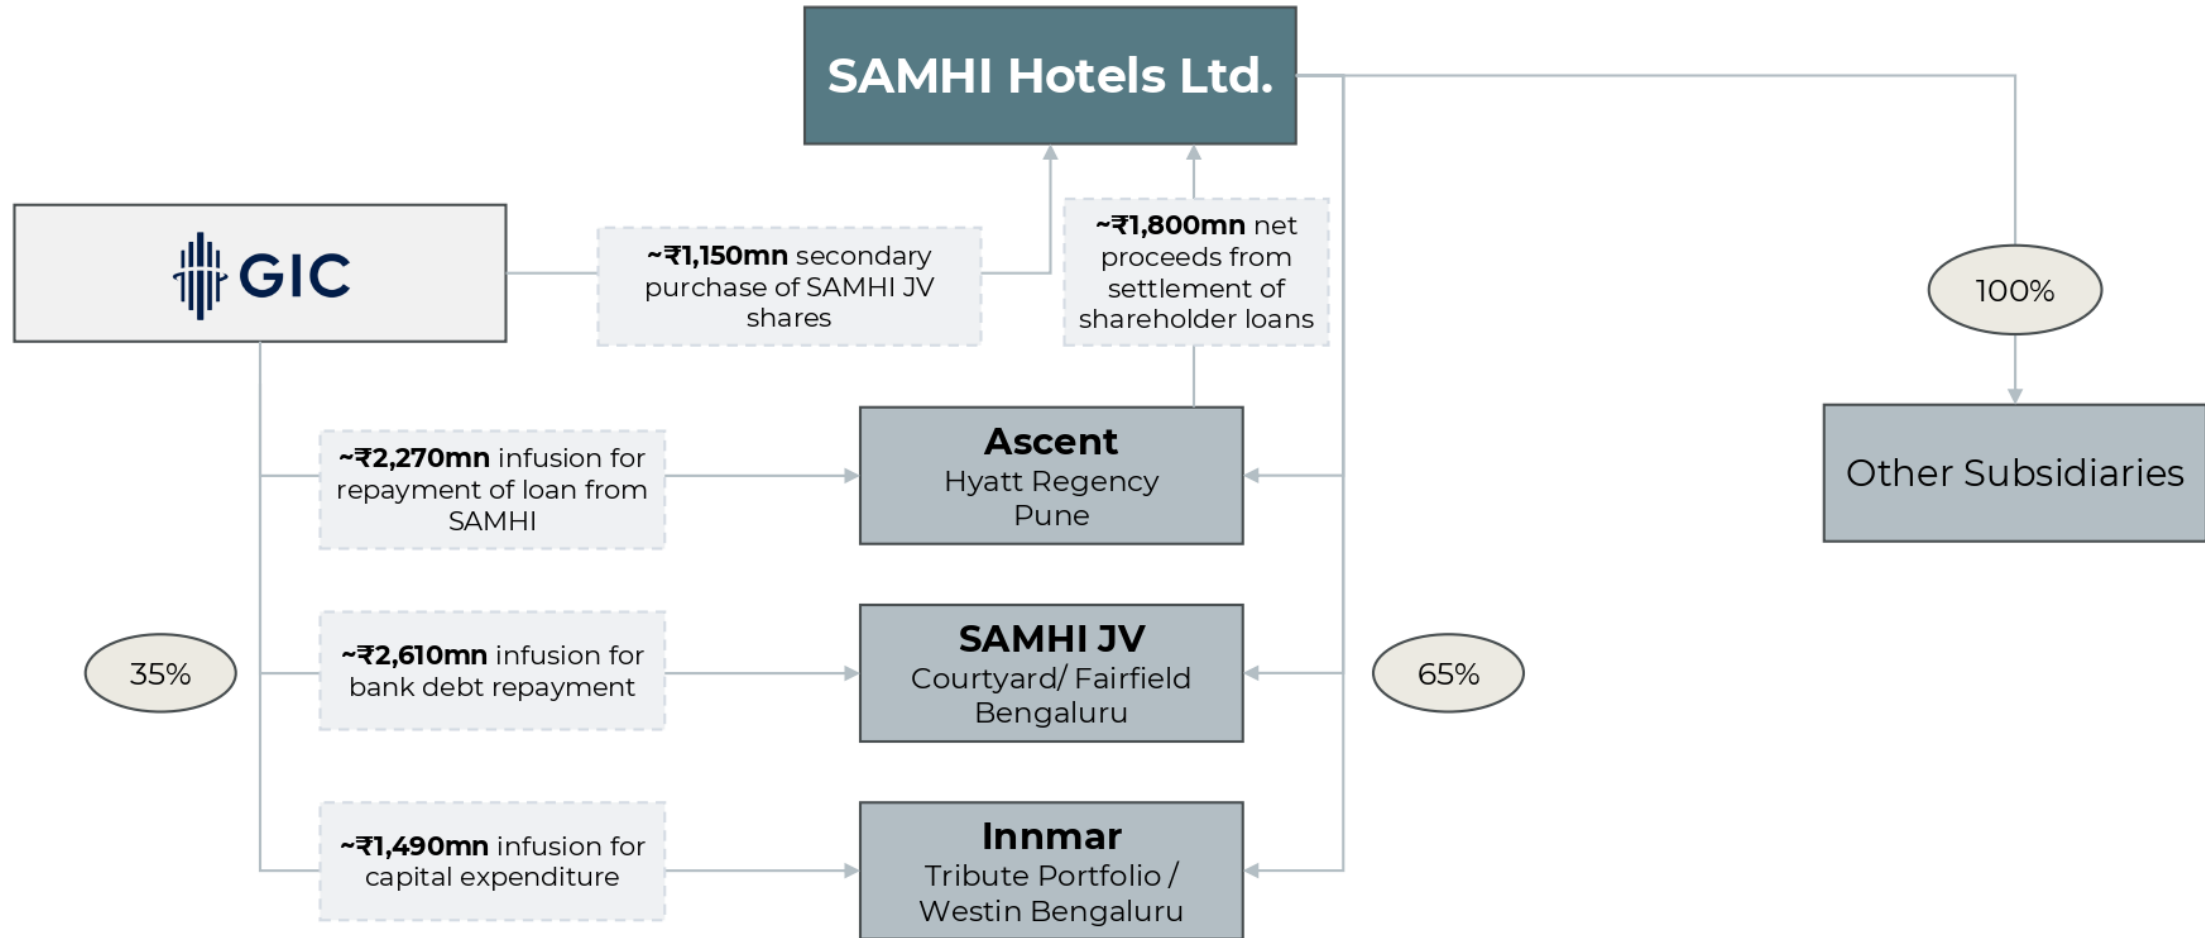 SAMHI Hotels Ltd.
GIC
~₹1,150mn secondary
purchase of SAMHI JV
shares
~₹1,800mn net
proceeds from
settlement of
shareholder loans
100%
~₹2,270mn infusion for
repayment of loan from
SAMHI
Ascent
Hyatt Regency
Pune
Other Subsidiaries
35%
~₹2,610mn infusion for
bank debt repayment
SAMHI JV
Courtyard/ Fairfield
Bengaluru
65%
~₹1,490mn infusion for
capital expenditure
Innmar
Tribute Portfolio /
Westin Bengaluru